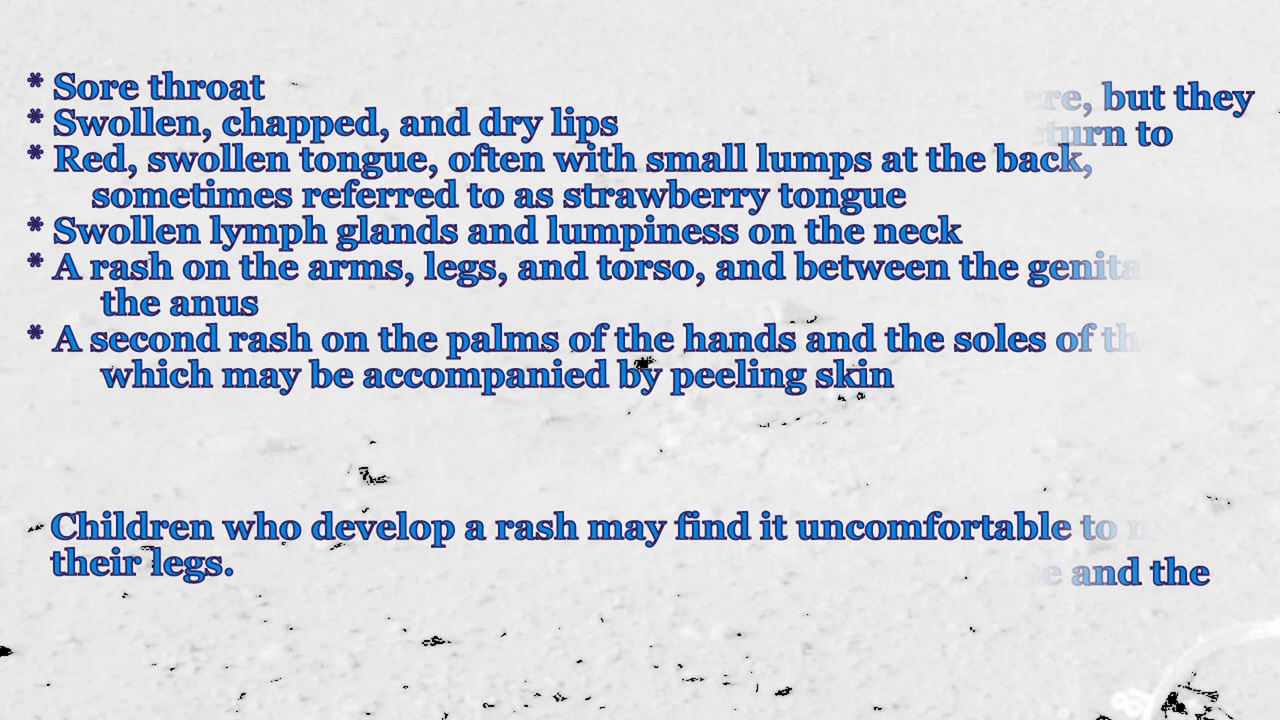 * Sore throat
re, but they
* Swollen, chapped, and dry lips
turn to
* Red, swollen tongue, often with small lumps at the back,
sometimes referred to as strawberry tongue
* Swollen lymph glands and lumpiness on the neck
* A rash on the arms, legs, and torso, and between the
the anus
* A second rash on the palms of the hands and the soles of the
which may be accompanied by peeling skin
Children who develop a rash may find it uncomfortable to
their legs.
and the